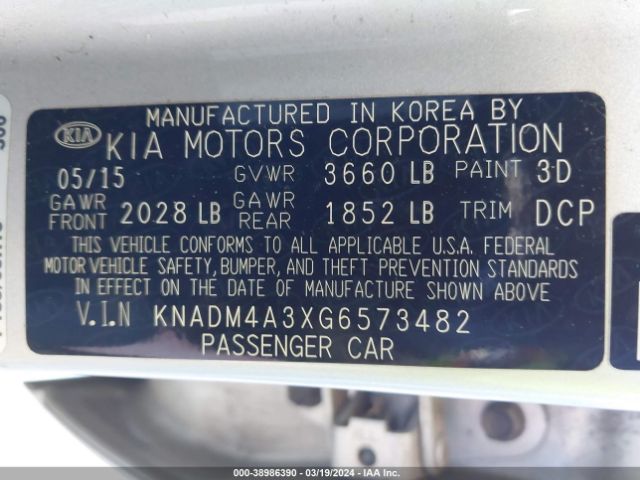 MANUFACTURED IN KOREA BY
KIA KIA MOTORS CORPORATION
05/15 GVWR 3660 LB PAINT 3D
GAWR FRONT 2028 LB GAWR REAR 1852 LB TRIM DCP
THIS VEHICLE CONFORMS TO ALL APPLICABLE U.S.A. FEDERAL
MOTOR VEHICLE SAFETY, BUMPER, AND THEFT PREVENTION STANDARDS
IN EFFECT ON THE DATE OF MANUFACTURE SHOWN ABOVE
V.I.N KNADM4A3XG6573482
PASSENGER CAR
000-38986390 - 03/19/2024 - IAA Inc.